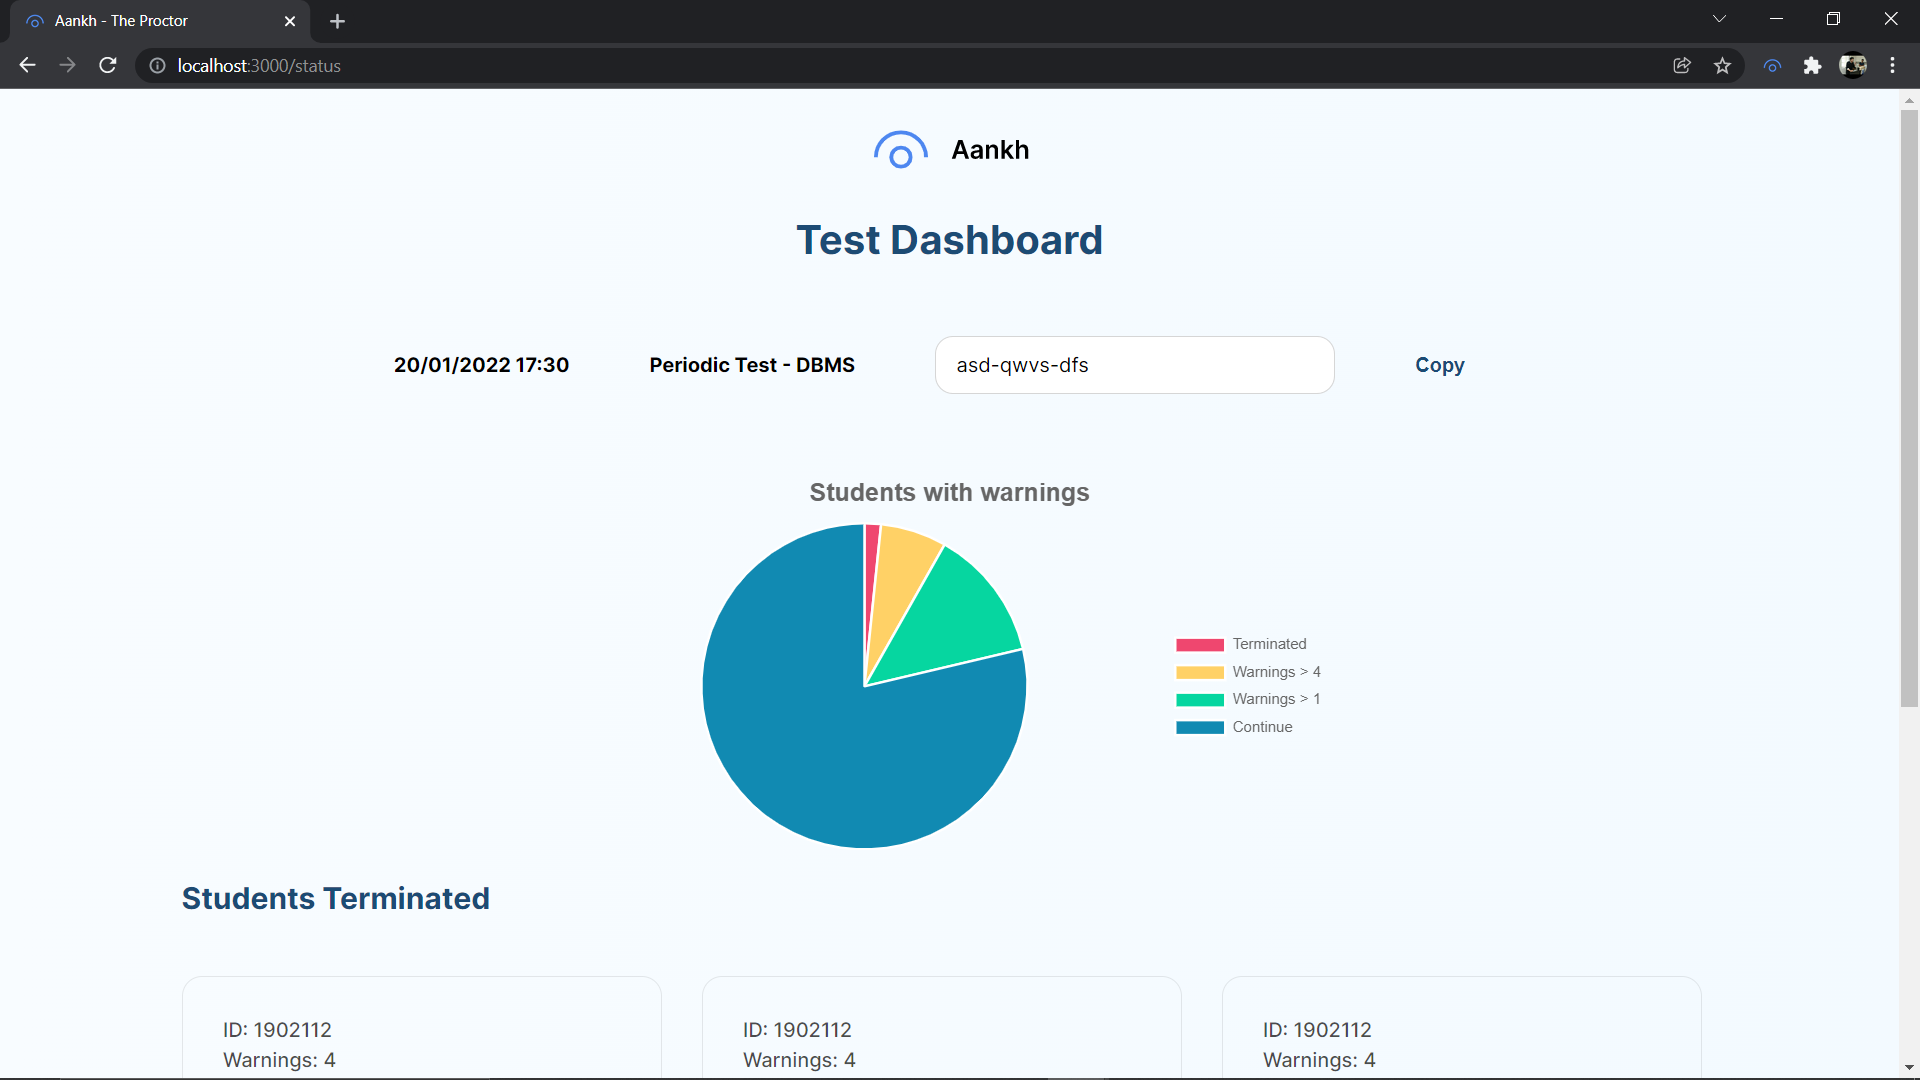 Aankh - The Proctor
localhost:3000/status
Aankh
Test Dashboard
20/01/2022 17:30
Periodic Test - DBMS
asd-qwvs-dfs
Copy
Students with warnings
Terminated
Warnings > 4
Warnings > 1
Continue
Students Terminated
ID: 1902112
Warnings: 4
ID: 1902112
Warnings: 4
ID: 1902112
Warnings: 4